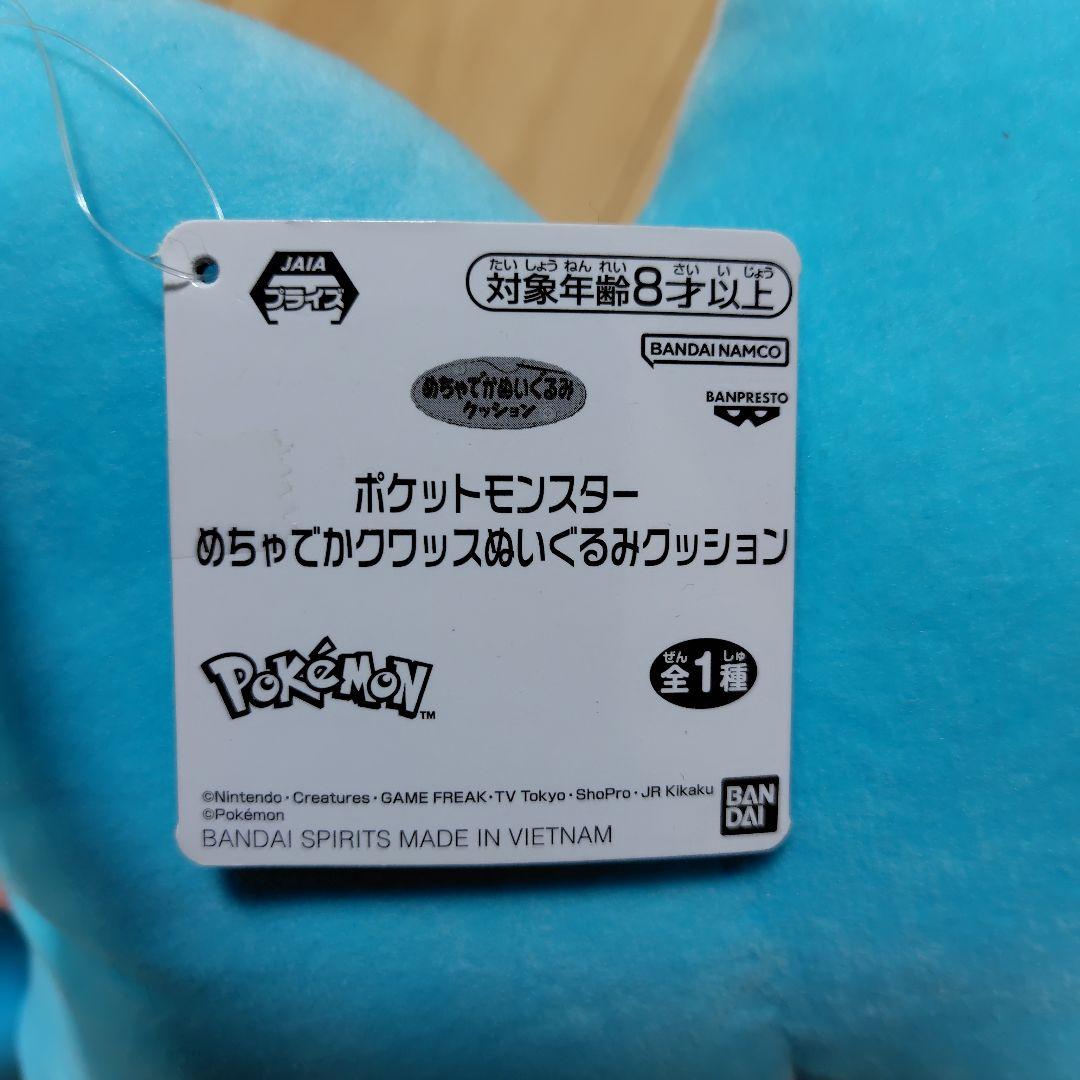 JAIA
プライズ
たいしょうねんれい さいいじょう
対象年齢8才以上
BANDAI NAMCO
BANPRESTO
めちゃでかぬいぐるみ
クッション
ポケットモンスター
めちゃでかクワッスぬいぐるみクッション
POKéMON™
ぜん しゅ
全1種
©Nintendo・Creatures・GAME FREAK・TV Tokyo・ShoPro・JR Kikaku
©Pokémon
BANDAI SPIRITS MADE IN VIETNAM
BAN
DAI